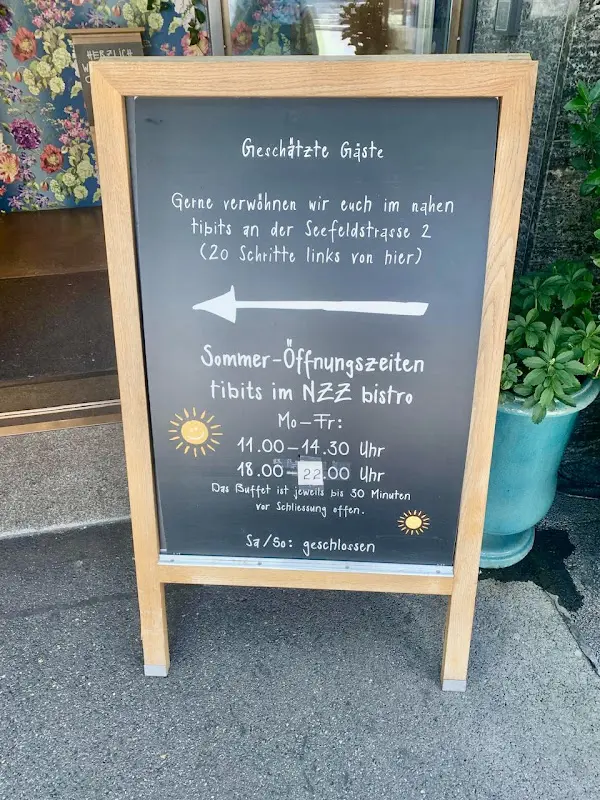 HERZLICH
Geschätzte Gäste
Gerne verwöhnen wir euch im nahen
tibits an der Seefeldstrasse 2
(20 Schritte links von hier)
Sommer-Öffnungszeiten
tibits im NZZ bistro
Mo-Fr:
11.00-14.30 Uhr
18.00-22.00 Uhr
Das Buffet ist jeweils bis 30 Minuten
vor Schliessung offen.
Sa/So: geschlossen